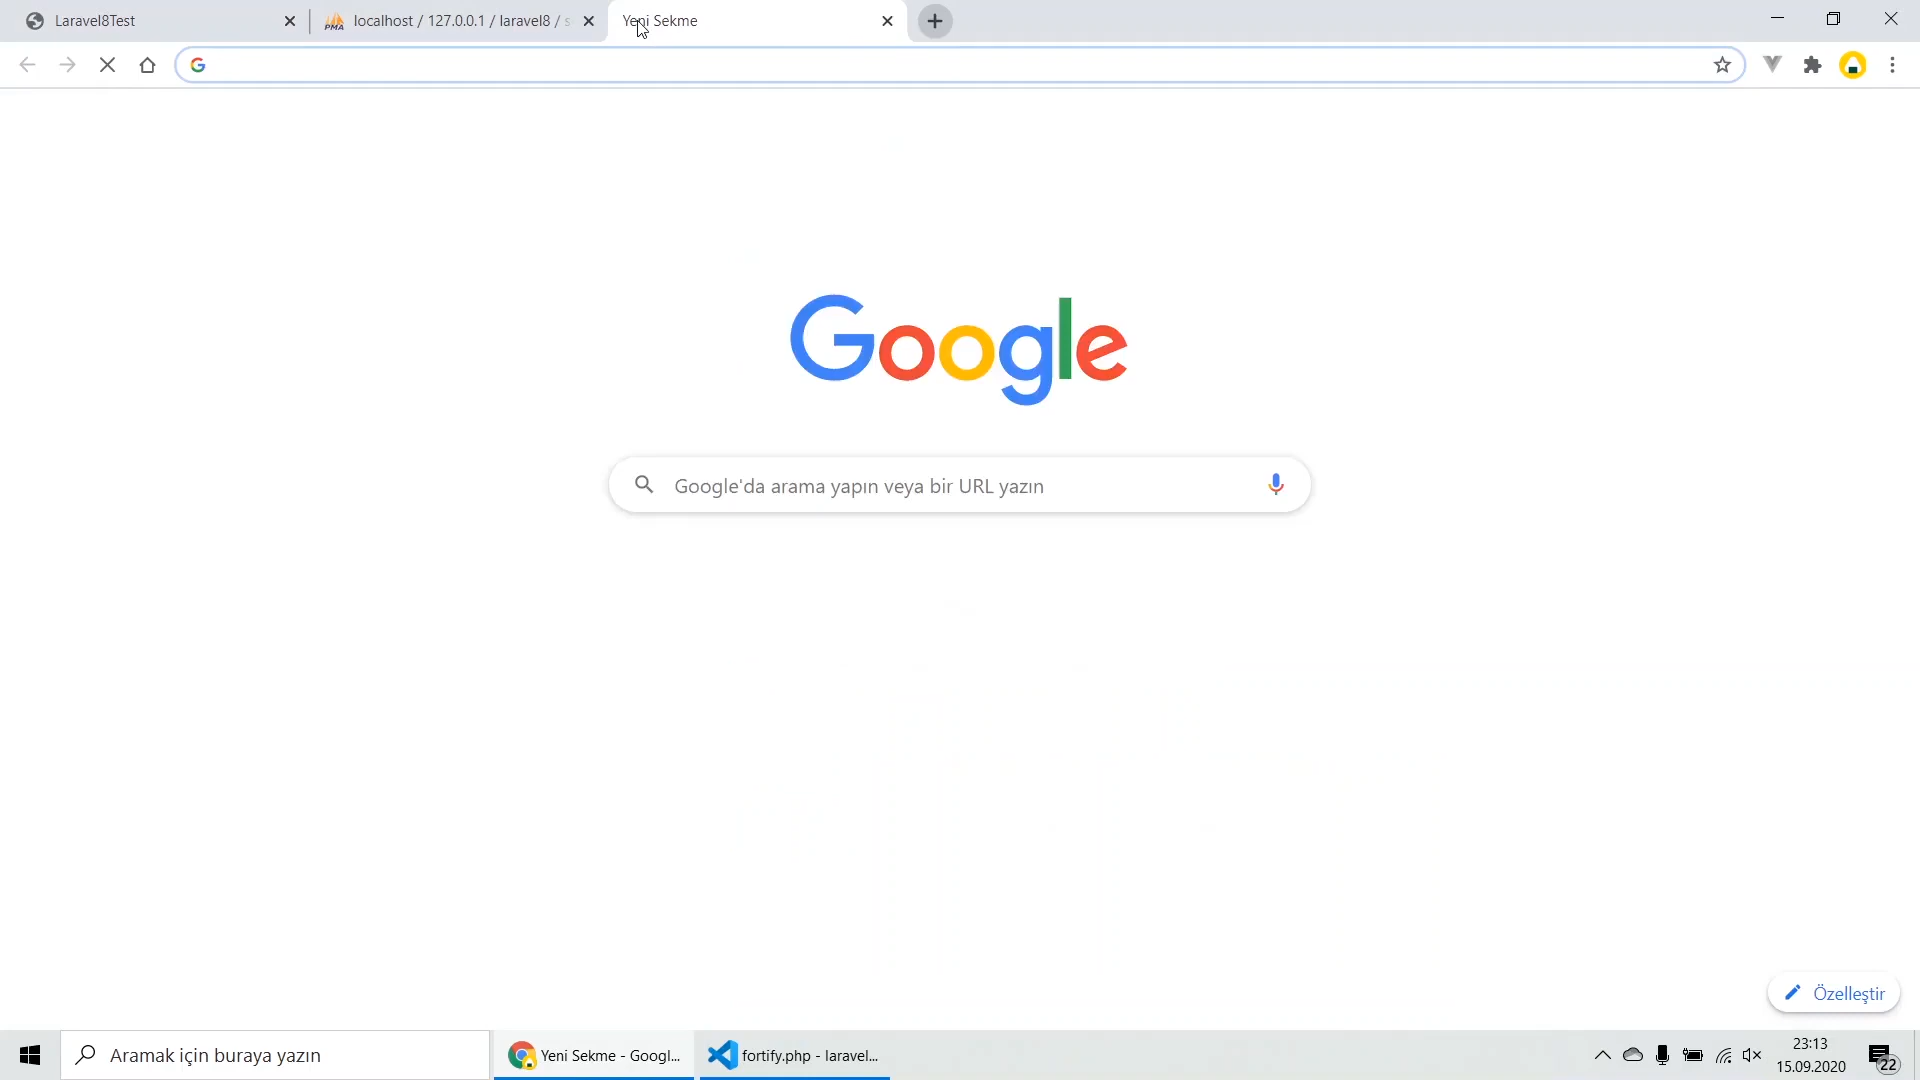 Laravel8Test
localhost / 127.0.0.1 / laravel8 / s
Yeni Sekme
Google
Google'da arama yapın veya bir URL yazın
Özelleştir
Aramak için buraya yazın
Yeni Sekme - Googl...
fortify.php - laravel...
23:13
15.09.2020
22